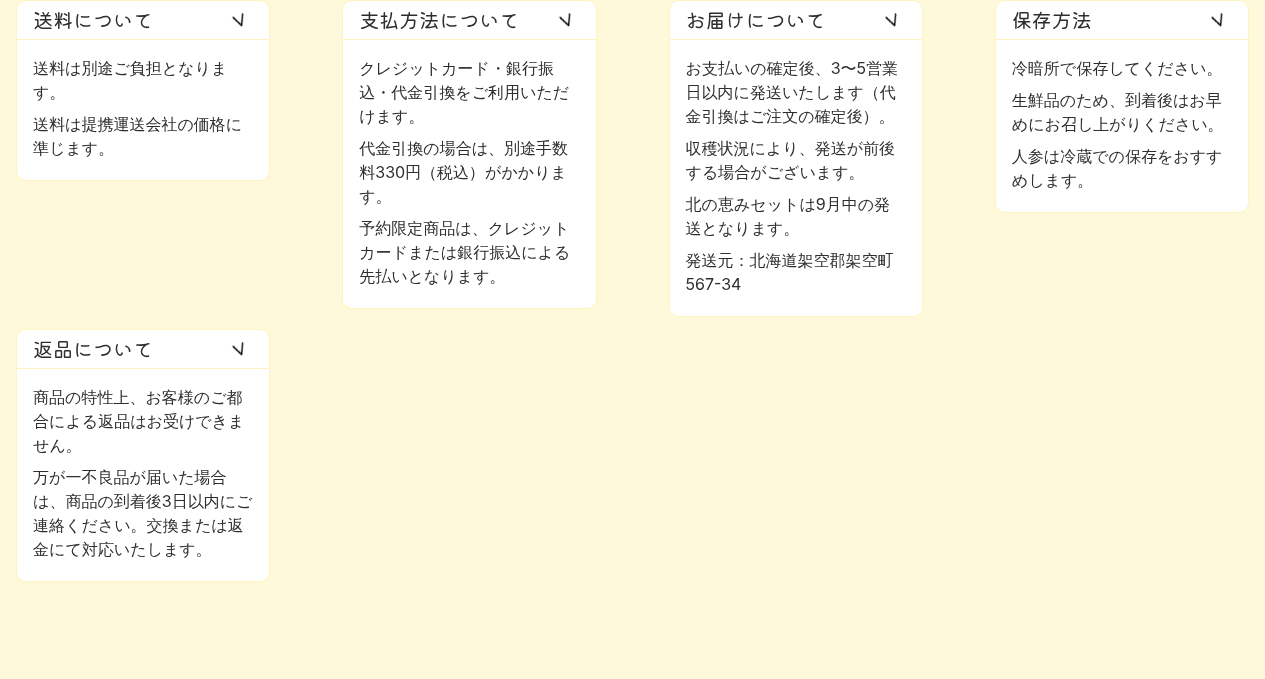 送料について
送料は別途ご負担となりま
す。
送料は提携運送会社の価格に
準じます。
支払方法について
クレジットカード・銀行振
込・代金引換をご利用いただ
けます。
代金引換の場合は、別途手数
料330円（税込）がかかりま
す。
予約限定商品は、クレジット
カードまたは銀行振込による
先払いとなります。
お届けについて
お支払いの確定後、3〜5営業
日以内に発送いたします（代
金引換はご注文の確定後）。
収穫状況により、発送が前後
する場合がございます。
北の恵みセットは9月中の発
送となります。
発送元：北海道架空郡架空町
567-34
保存方法
冷暗所で保存してください。
生鮮品のため、到着後はお早
めにお召し上がりください。
人参は冷蔵での保存をおすす
めします。
返品について
商品の特性上、お客様のご都
合による返品はお受けできま
せん。
万が一不良品が届いた場合
は、商品の到着後3日以内にご
連絡ください。交換または返
金にて対応いたします。